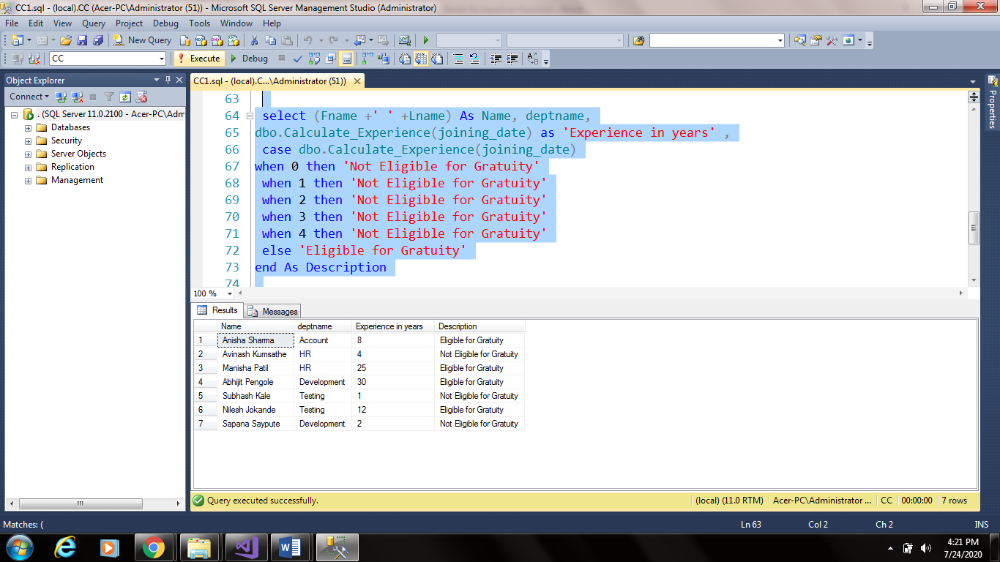 CC1.sql - (local).CC (Acer-PC\Administrator (51)) - Microsoft SQL Server Management Studio (Administrator)
File Edit View Query Project Debug Tools Window Help
New Query
CC Execute Debug
Object Explorer
Connect
. (SQL Server 11.0.2100 - Acer-PC\Adm
Databases
Security
Server Objects
Replication
Management
CC1.sql - (local).C...\Administrator (51))
Properties
63
64 select (Fname +' ' +Lname) As Name, deptname,
65 dbo.Calculate_Experience(joining_date) as 'Experience in years' ,
66 case dbo.Calculate_Experience(joining_date)
67 when 0 then 'Not Eligible for Gratuity'
68 when 1 then 'Not Eligible for Gratuity'
69 when 2 then 'Not Eligible for Gratuity'
70 when 3 then 'Not Eligible for Gratuity'
71 when 4 then 'Not Eligible for Gratuity'
72 else 'Eligible for Gratuity'
73 end As Description
74
100 %
Results Messages
Name deptname Experience in years Description
1 Anisha Sharma Account 8 Eligible for Gratuity
2 Avinash Kumsathe HR 4 Not Eligible for Gratuity
3 Manisha Patil HR 25 Eligible for Gratuity
4 Abhijit Pengole Development 30 Eligible for Gratuity
5 Subhash Kale Testing 1 Not Eligible for Gratuity
6 Nilesh Jokande Testing 12 Eligible for Gratuity
7 Sapana Saypute Development 2 Not Eligible for Gratuity
Query executed successfully. (local) (11.0 RTM) Acer-PC\Administrator ... CC 00:00:00 7 rows
Matches: ( Ln 63 Col 2 Ch 2 INS
4:21 PM
7/24/2020